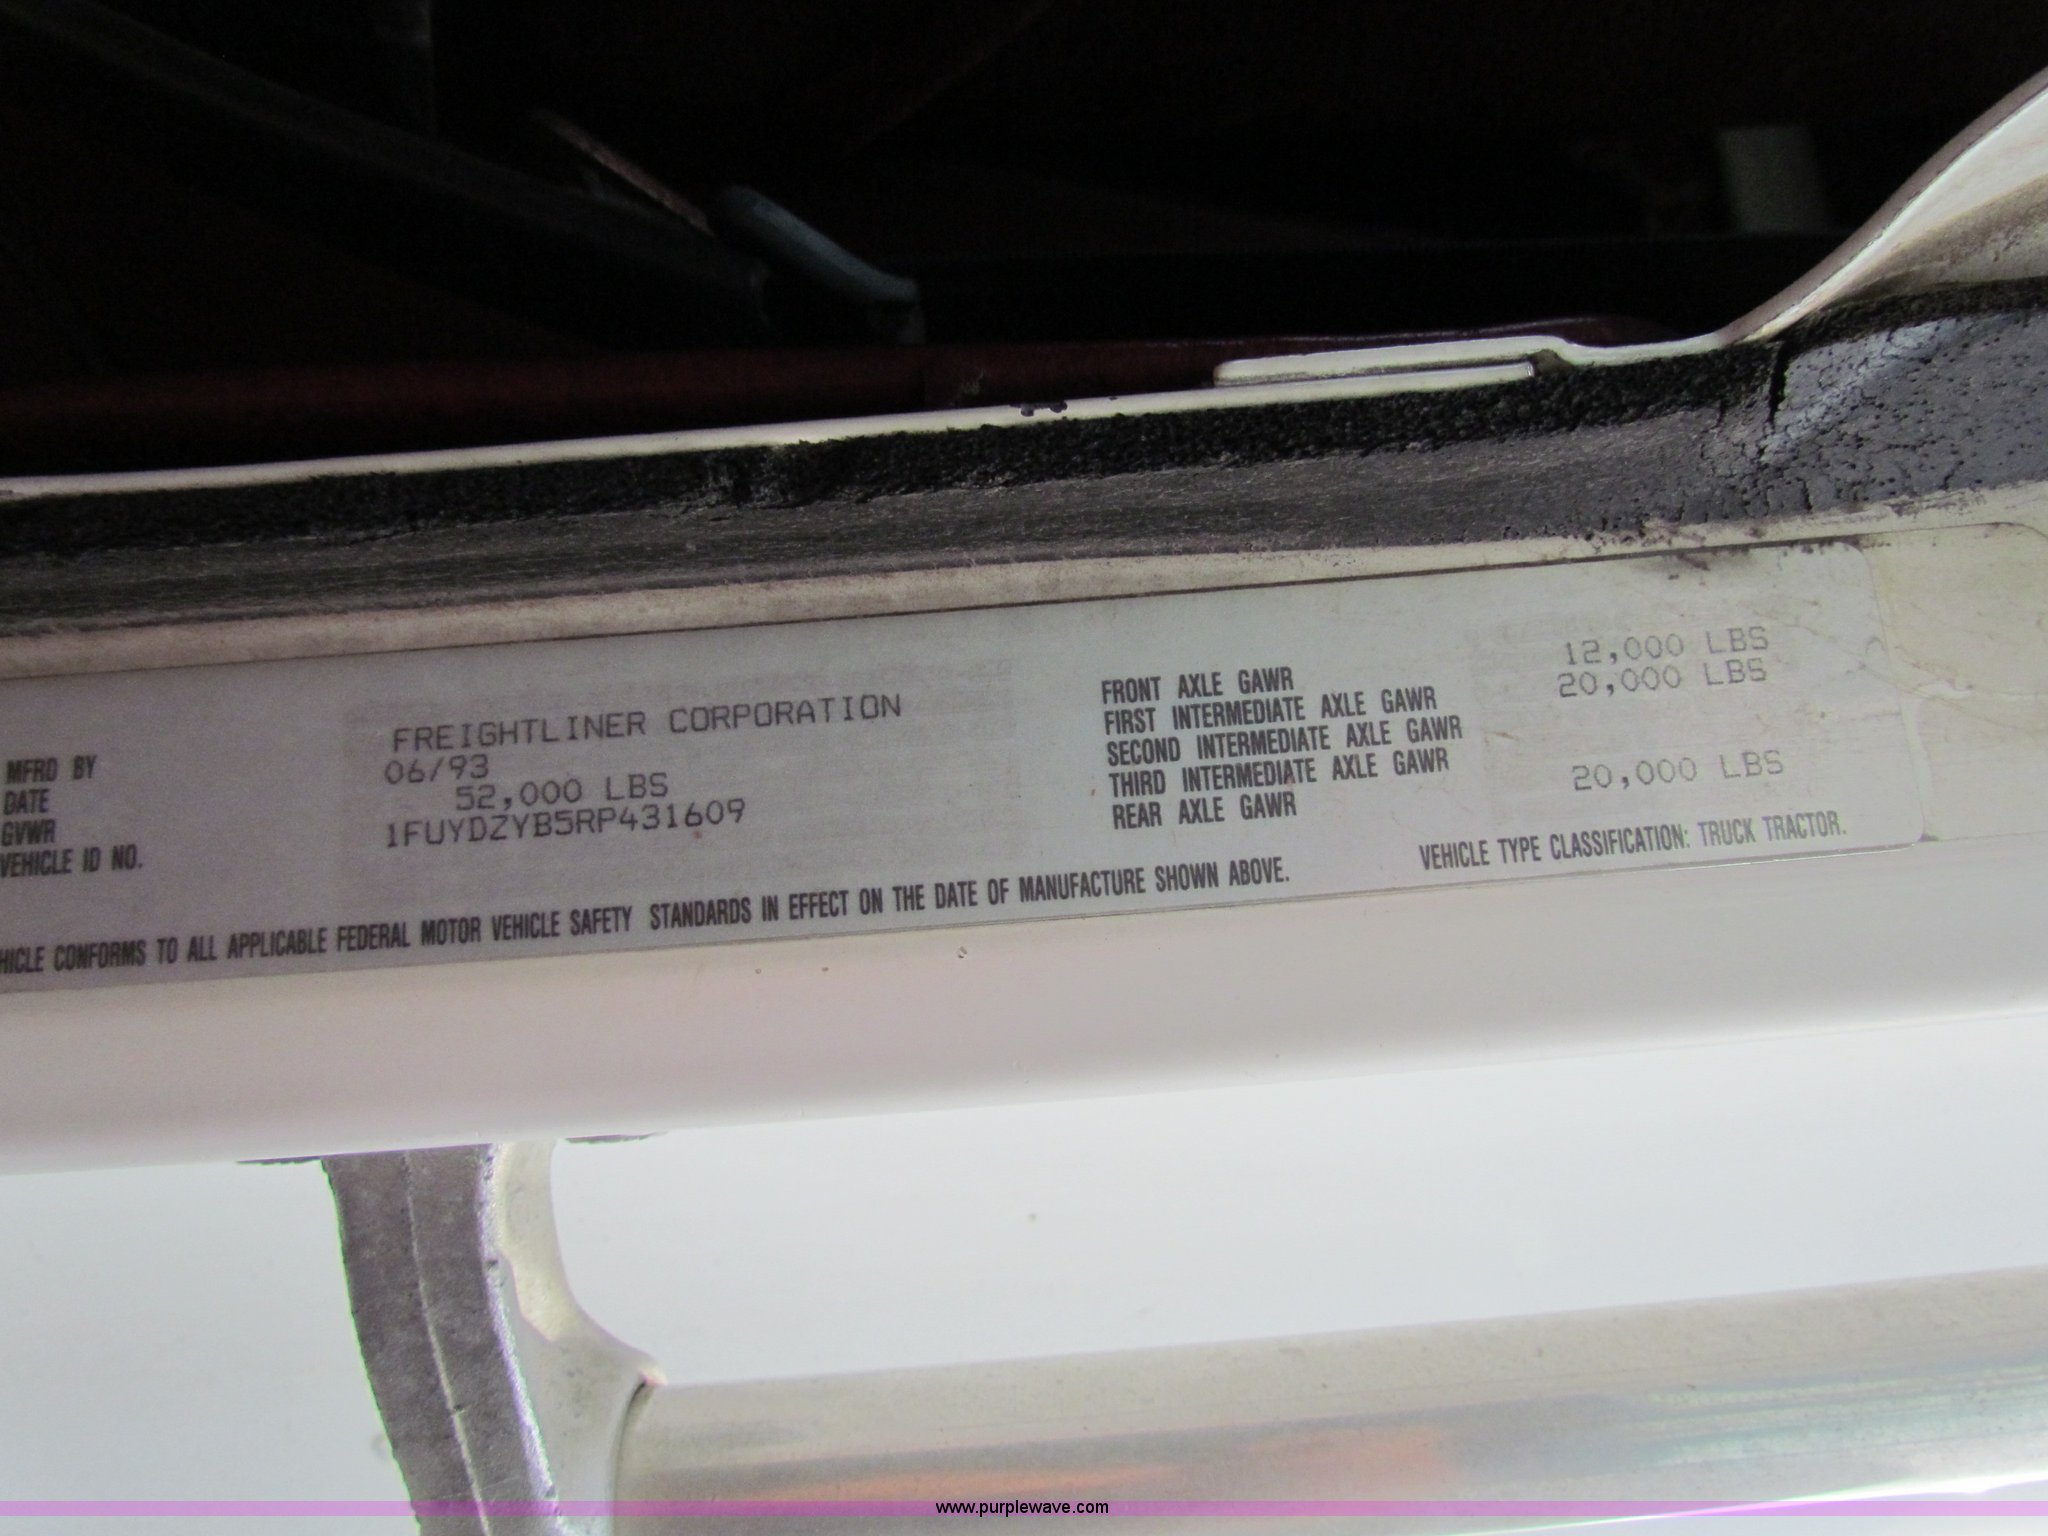 MFRD BY FREIGHTLINER CORPORATION
DATE 06/93
GVWR 52,000 LBS
VEHICLE ID NO. 1FUYDZYB5RP431609
FRONT AXLE GAWR 12,000 LBS
FIRST INTERMEDIATE AXLE GAWR 20,000 LBS
SECOND INTERMEDIATE AXLE GAWR
THIRD INTERMEDIATE AXLE GAWR
REAR AXLE GAWR 20,000 LBS
HICLE CONFORMS TO ALL APPLICABLE FEDERAL MOTOR VEHICLE SAFETY STANDARDS IN EFFECT ON THE DATE OF MANUFACTURE SHOWN ABOVE. VEHICLE TYPE CLASSIFICATION: TRUCK TRACTOR.
www.purplewave.com